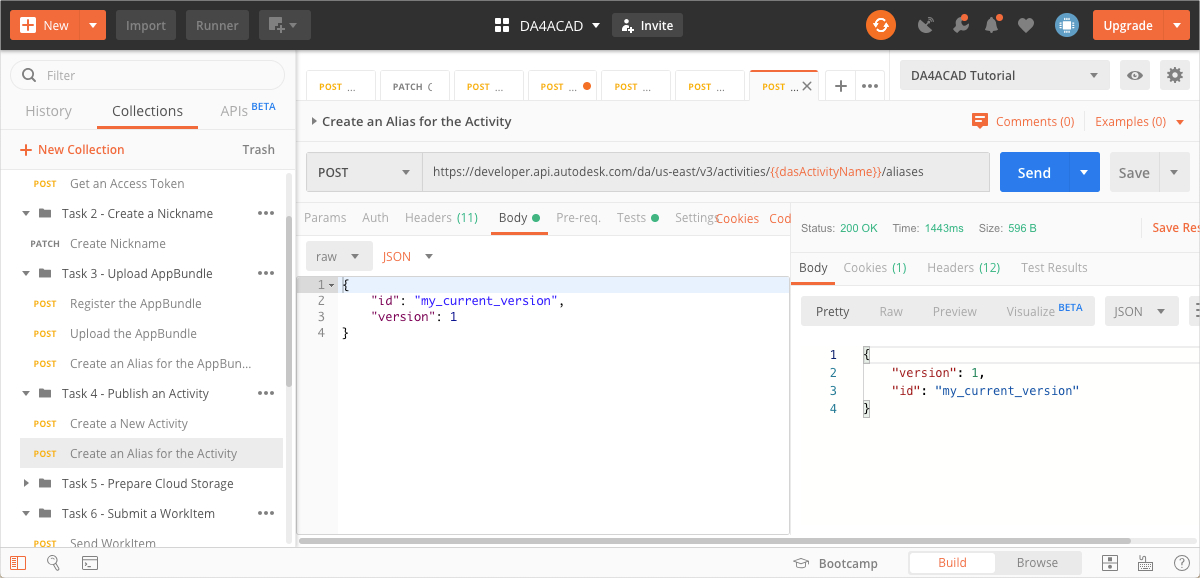 New
Import
Runner
DA4ACAD
Invite
Upgrade
Filter
History
Collections
APIs BETA
New Collection
Trash
POST Get an Access Token
Task 2 - Create a Nickname
PATCH Create Nickname
Task 3 - Upload AppBundle
POST Register the AppBundle
POST Upload the AppBundle
POST Create an Alias for the AppBun...
Task 4 - Publish an Activity
POST Create a New Activity
POST Create an Alias for the Activity
Task 5 - Prepare Cloud Storage
Task 6 - Submit a WorkItem
POST Send WorkItem
POST ...
PATCH (
POST ...
POST ...
POST ...
POST ...
POST ...
DA4ACAD Tutorial
Create an Alias for the Activity
Comments (0)
Examples (0)
POST
https://developer.api.autodesk.com/da/us-east/v3/activities/{{dasActivityName}}/aliases
Send
Save
Params
Auth
Headers (11)
Body
Pre-req.
Tests
Settings
Cookies
Cod
raw
JSON
1 {
2 "id": "my_current_version",
3 "version": 1
4 }
Status: 200 OK
Time: 1443ms
Size: 596 B
Save Res
Body
Cookies (1)
Headers (12)
Test Results
Pretty
Raw
Preview
Visualize BETA
JSON
1 {
2 "version": 1,
3 "id": "my_current_version"
4 }
Bootcamp
Build
Browse